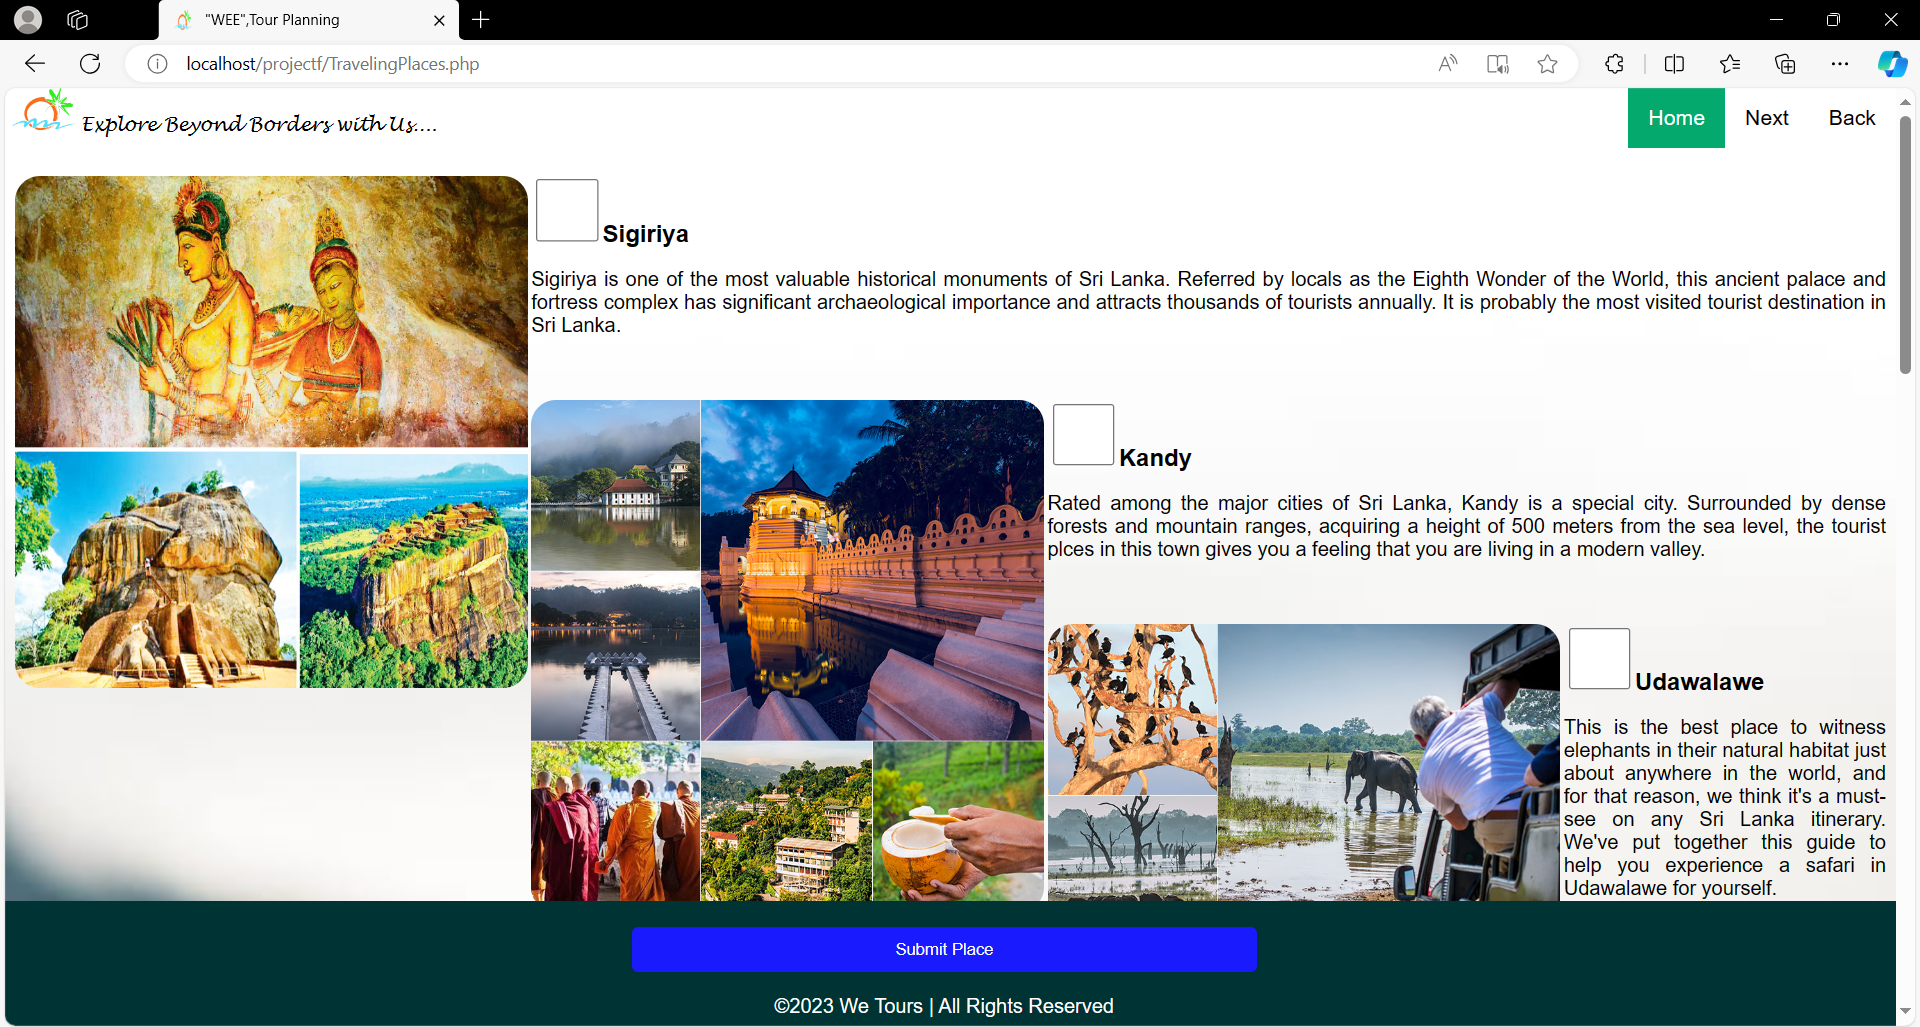 "WEE",Tour Planning
localhost/projectf/TravelingPlaces.php
Explore Beyond Borders with Us....
Home Next Back
Sigiriya
Sigiriya is one of the most valuable historical monuments of Sri Lanka. Referred by locals as the Eighth Wonder of the World, this ancient palace and
fortress complex has significant archaeological importance and attracts thousands of tourists annually. It is probably the most visited tourist destination in
Sri Lanka.
Kandy
Rated among the major cities of Sri Lanka, Kandy is a special city. Surrounded by dense
forests and mountain ranges, acquiring a height of 500 meters from the sea level, the tourist
plces in this town gives you a feeling that you are living in a modern valley.
Udawalawe
This is the best place to witness
elephants in their natural habitat just
about anywhere in the world, and
for that reason, we think it's a must-
see on any Sri Lanka itinerary.
We've put together this guide to
help you experience a safari in
Udawalawe for yourself.
Submit Place
©2023 We Tours | All Rights Reserved